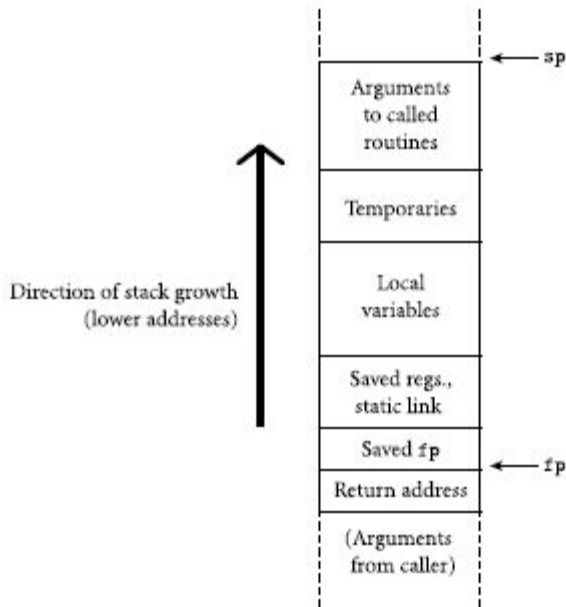 sp
Arguments
to called
routines
Temporaries
Direction of stack growth
(lower addresses)
Local
variables
Saved regs.,
static link
Saved fp
fp
Return address
(Arguments
from caller)